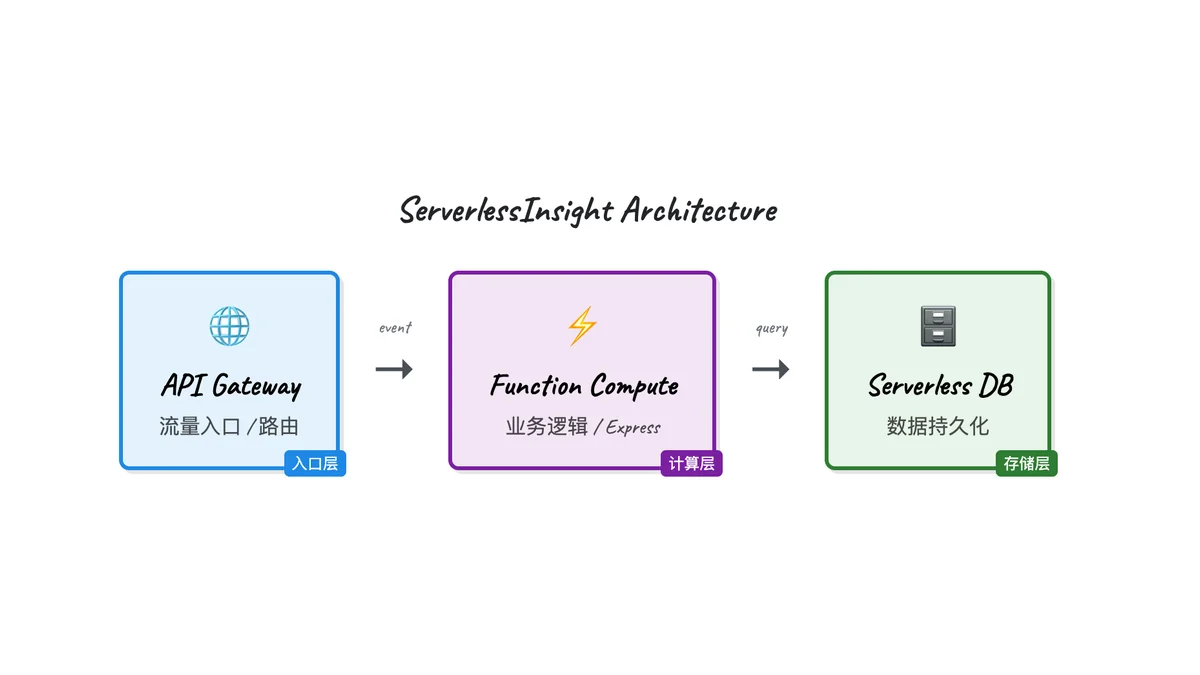 ServerlessInsight Architecture
API Gateway
流量入口 / 路由
入口层
event
Function Compute
业务逻辑 / Express
计算层
query
Serverless DB
数据持久化
存储层